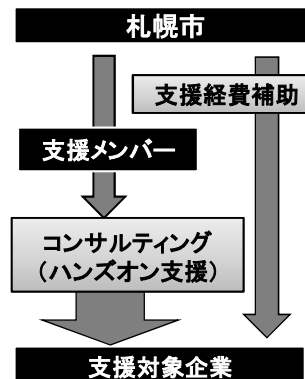 札幌市
支援経費補助
支援メンバー
コンサルティング
（ハンズオン支援）
支援対象企業